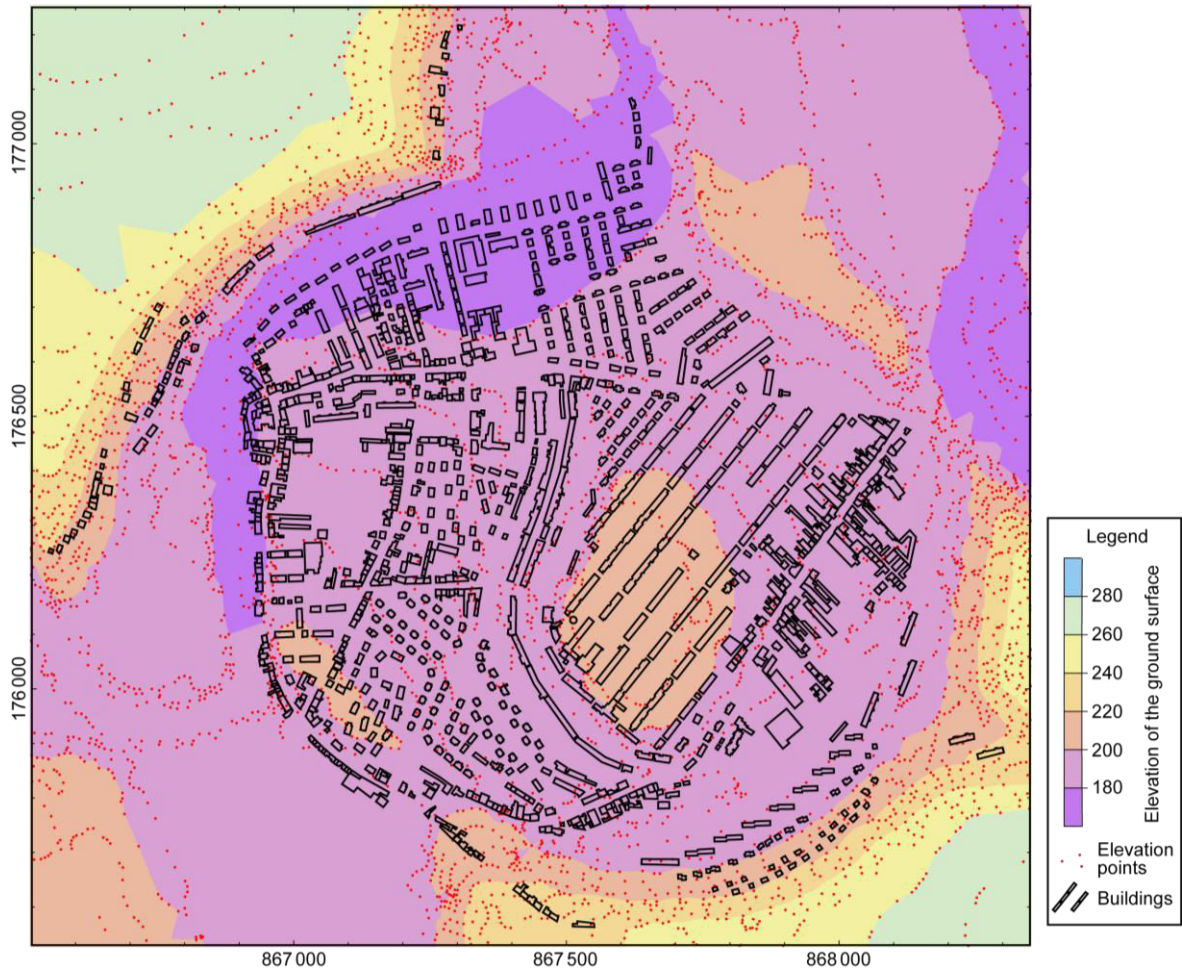 177 000
176 500
176 000
867 000
867 500
868 000
Legend
280
260
240
220
200
180
Elevation of the ground surface
Elevation
points
Buildings